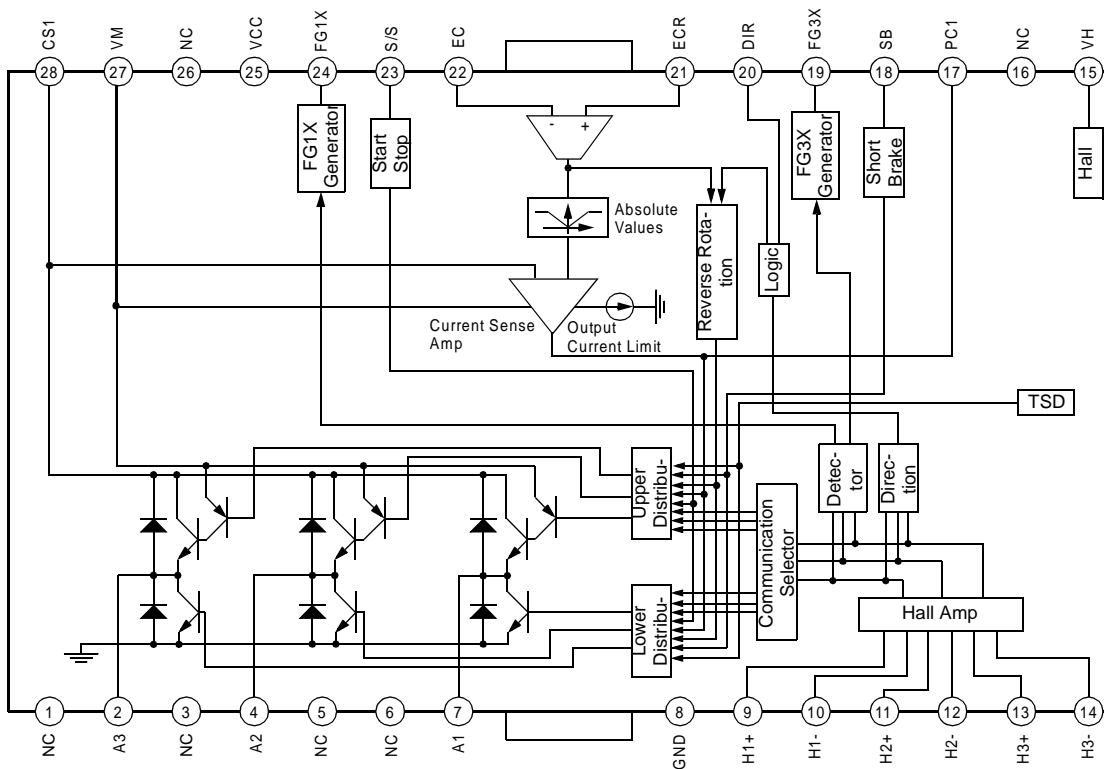 CS1
VM
NC
VCC
FG1X
S/S
EC
ECR
DIR
FG3X
SB
PC1
NC
VH
28
27
26
25
24
23
22
21
20
19
18
17
16
15
FG1X
Generator
Start
Stop
-
+
FG3X
Generator
Short
Brake
Hall
Absolute
Values
Reverse Rota-
tion
Logic
Current Sense
Amp
Output
Current Limit
TSD
Upper
Distribu-
Detec-
tor
Direc-
tion
Communication
Selector
Lower
Distribu-
Hall Amp
1
2
3
4
5
6
7
8
9
10
11
12
13
14
NC
A3
NC
A2
NC
NC
A1
GND
H1+
H1-
H2+
H2-
H3+
H3-